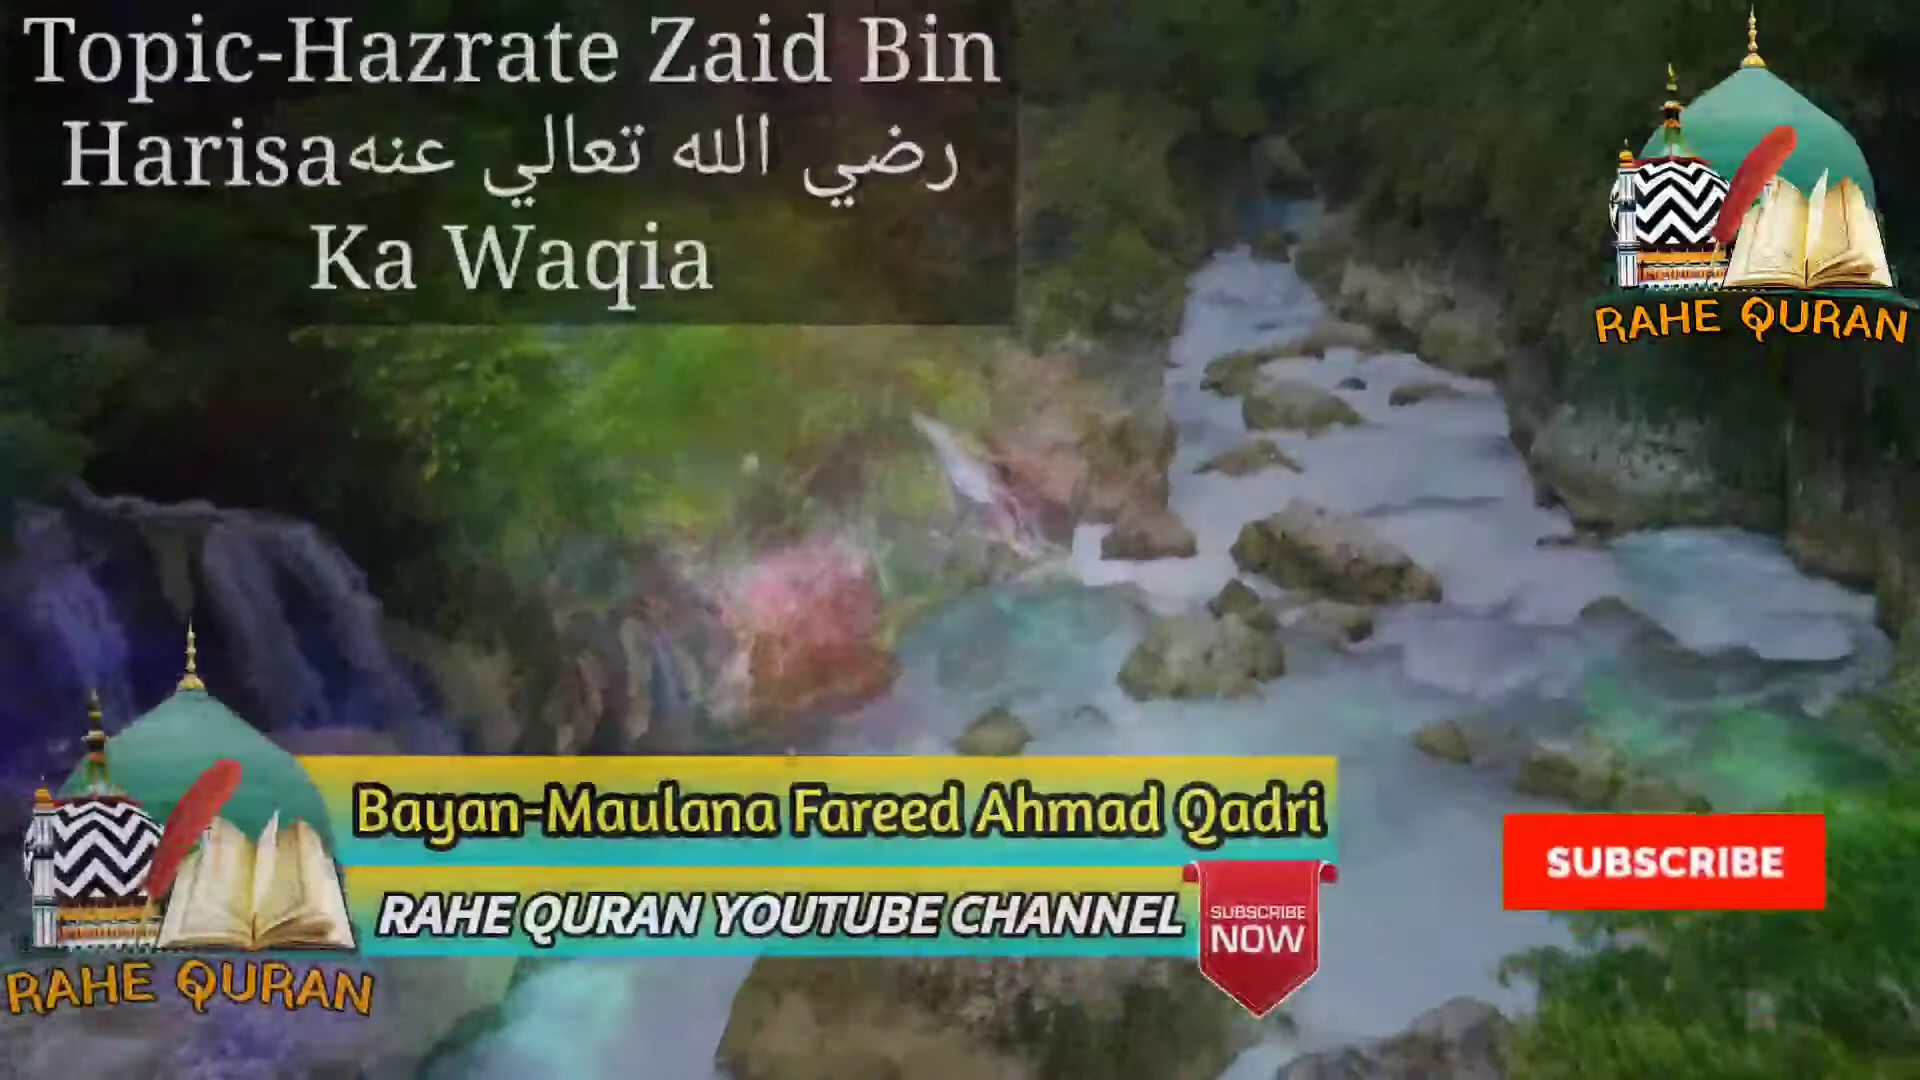 Topic-Hazrate Zaid Bin
Harisaرضي الله تعالي عنه
Ka Waqia
RAHE QURAN
Bayan-Maulana Fareed Ahmad Qadri
RAHE QURAN YOUTUBE CHANNEL
SUBSCRIBE
NOW
SUBSCRIBE
RAHE QURAN